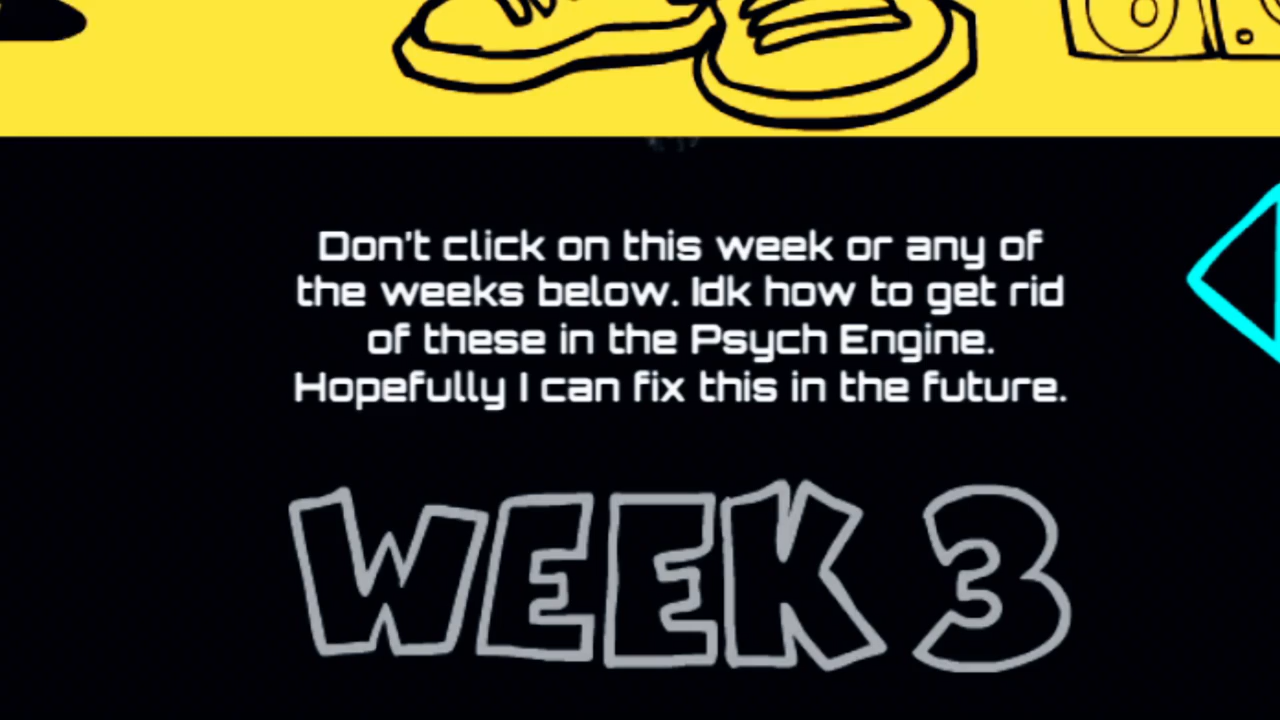 Don't click on this week or any of
the weeks below. Idk how to get rid
of these in the Psych Engine.
Hopefully I can fix this in the future.
WEEK 3